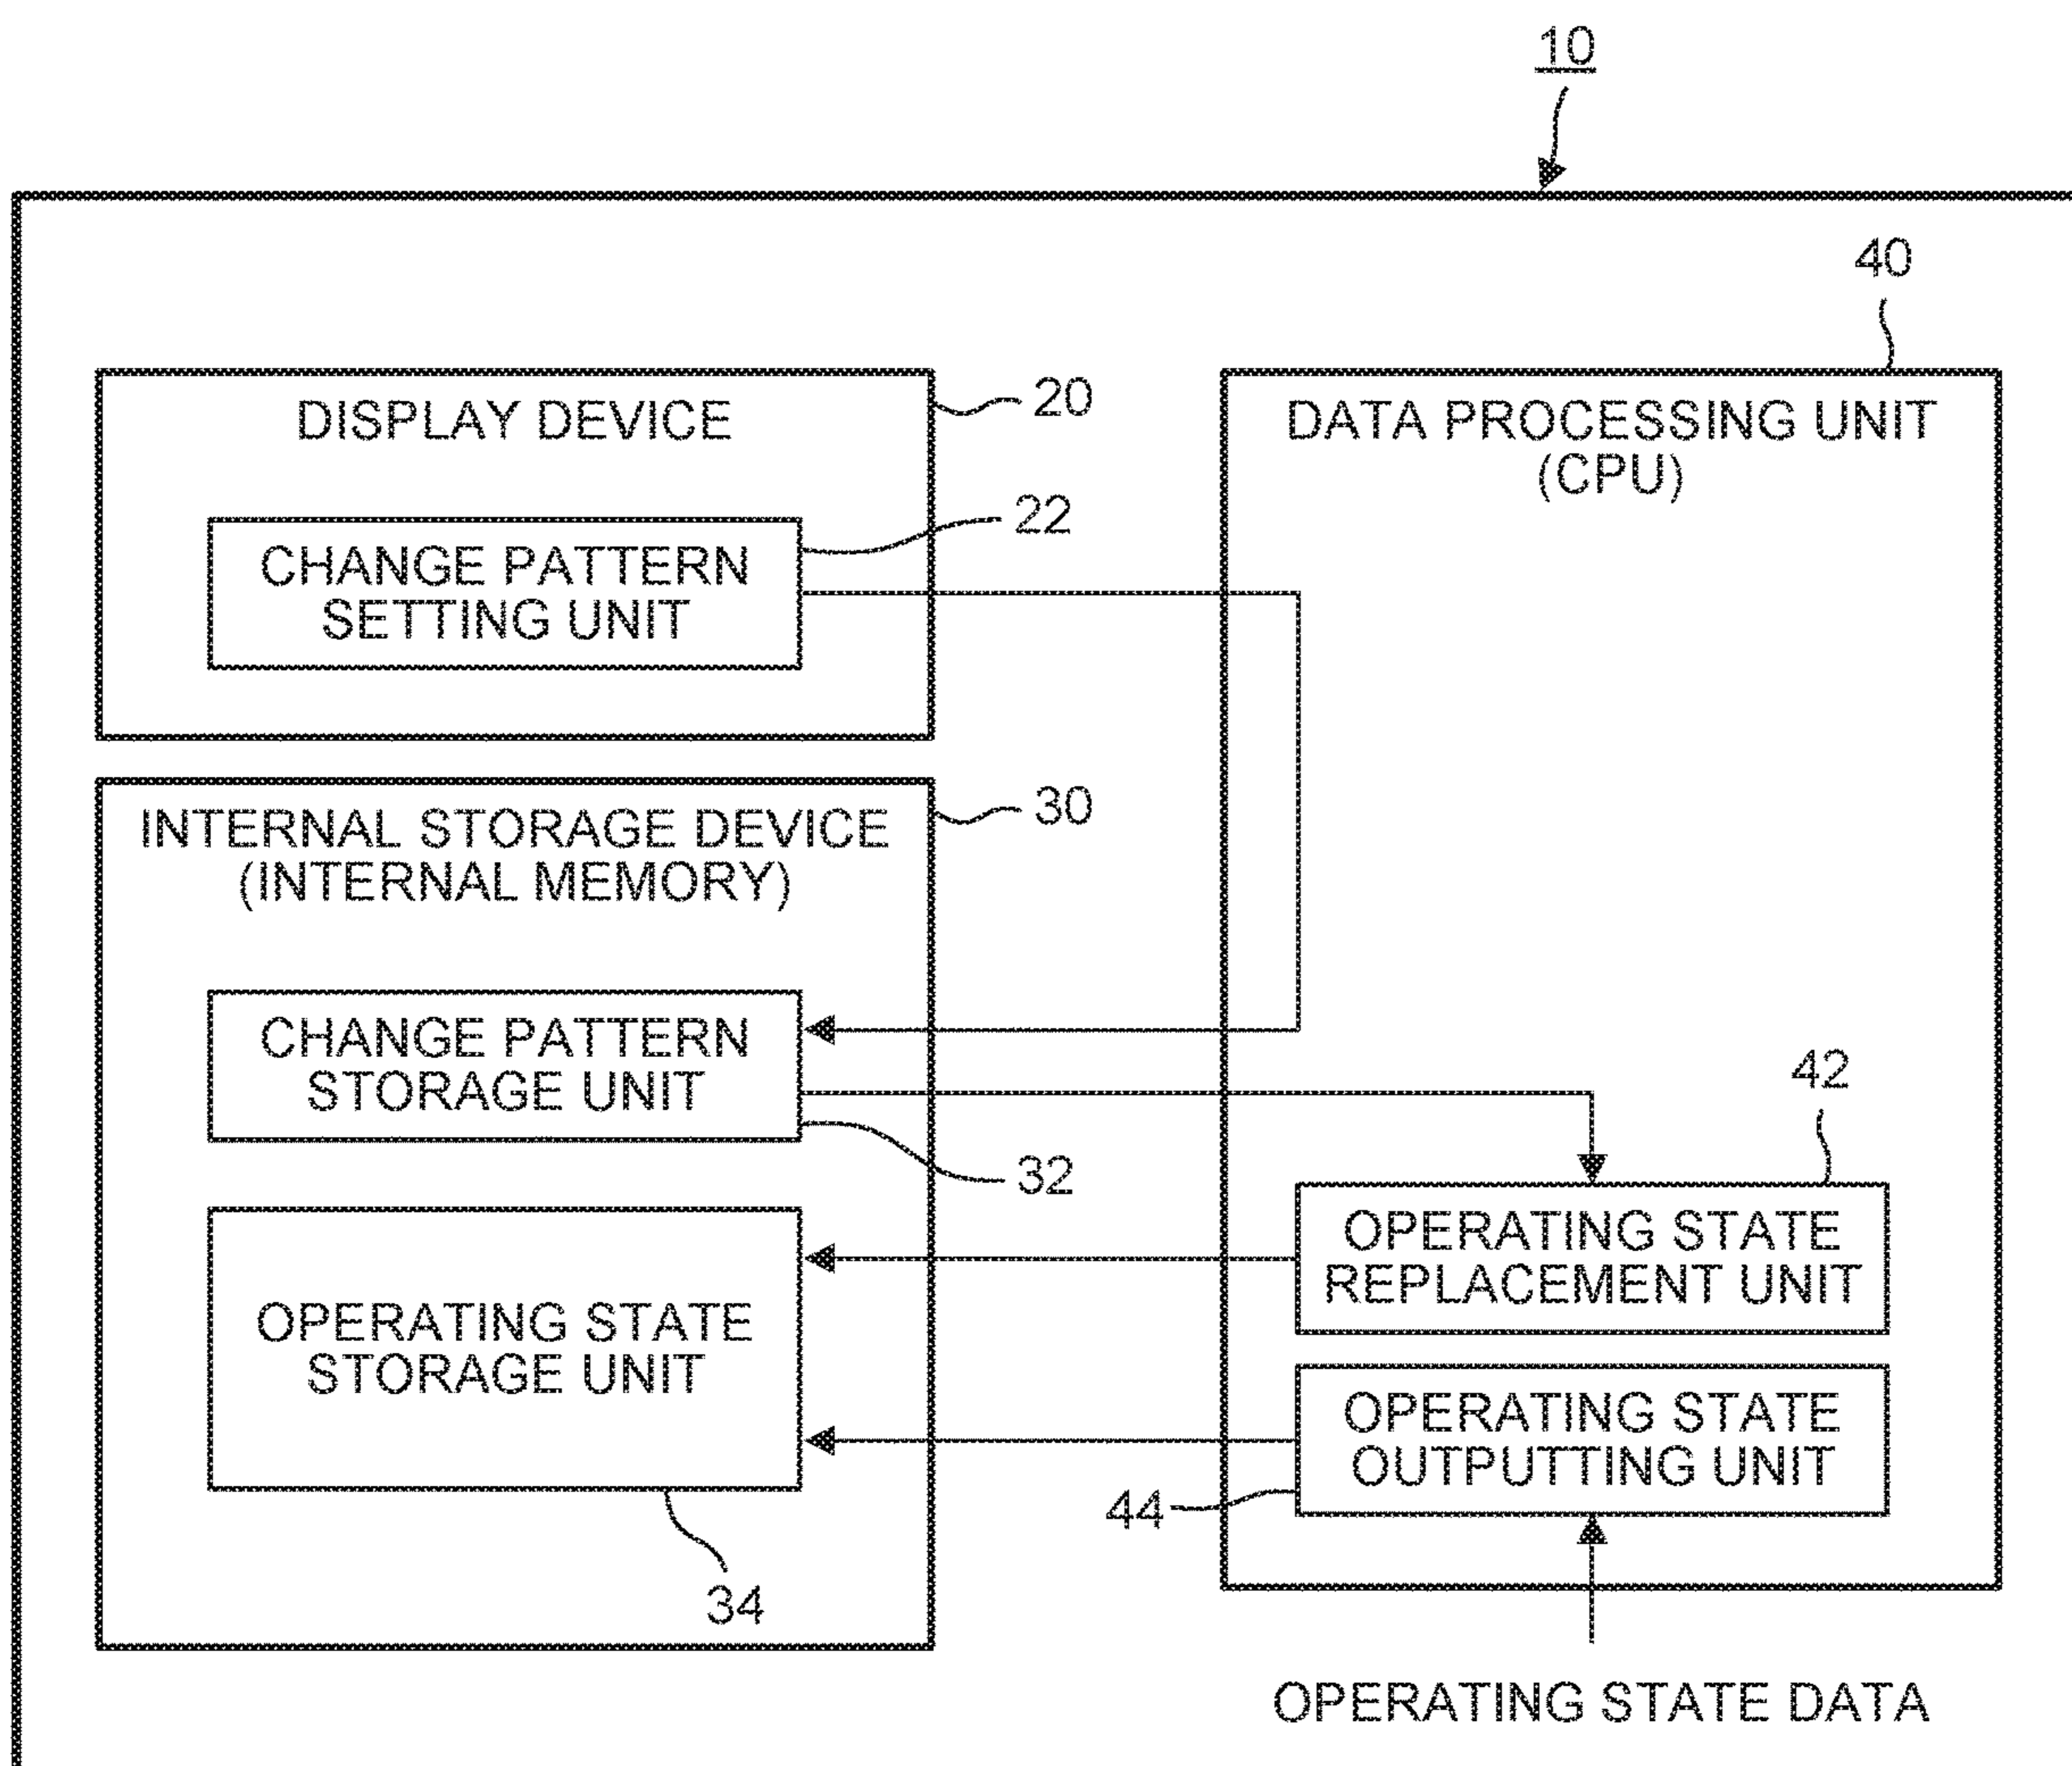 10
40
DISPLAY DEVICE
20
DATA PROCESSING UNIT
(CPU)
22
CHANGE PATTERN
SETTING UNIT
INTERNAL STORAGE DEVICE
(INTERNAL MEMORY)
30
CHANGE PATTERN
STORAGE UNIT
32
42
OPERATING STATE
REPLACEMENT UNIT
OPERATING STATE
STORAGE UNIT
34
OPERATING STATE
OUTPUTTING UNIT
44
OPERATING STATE DATA